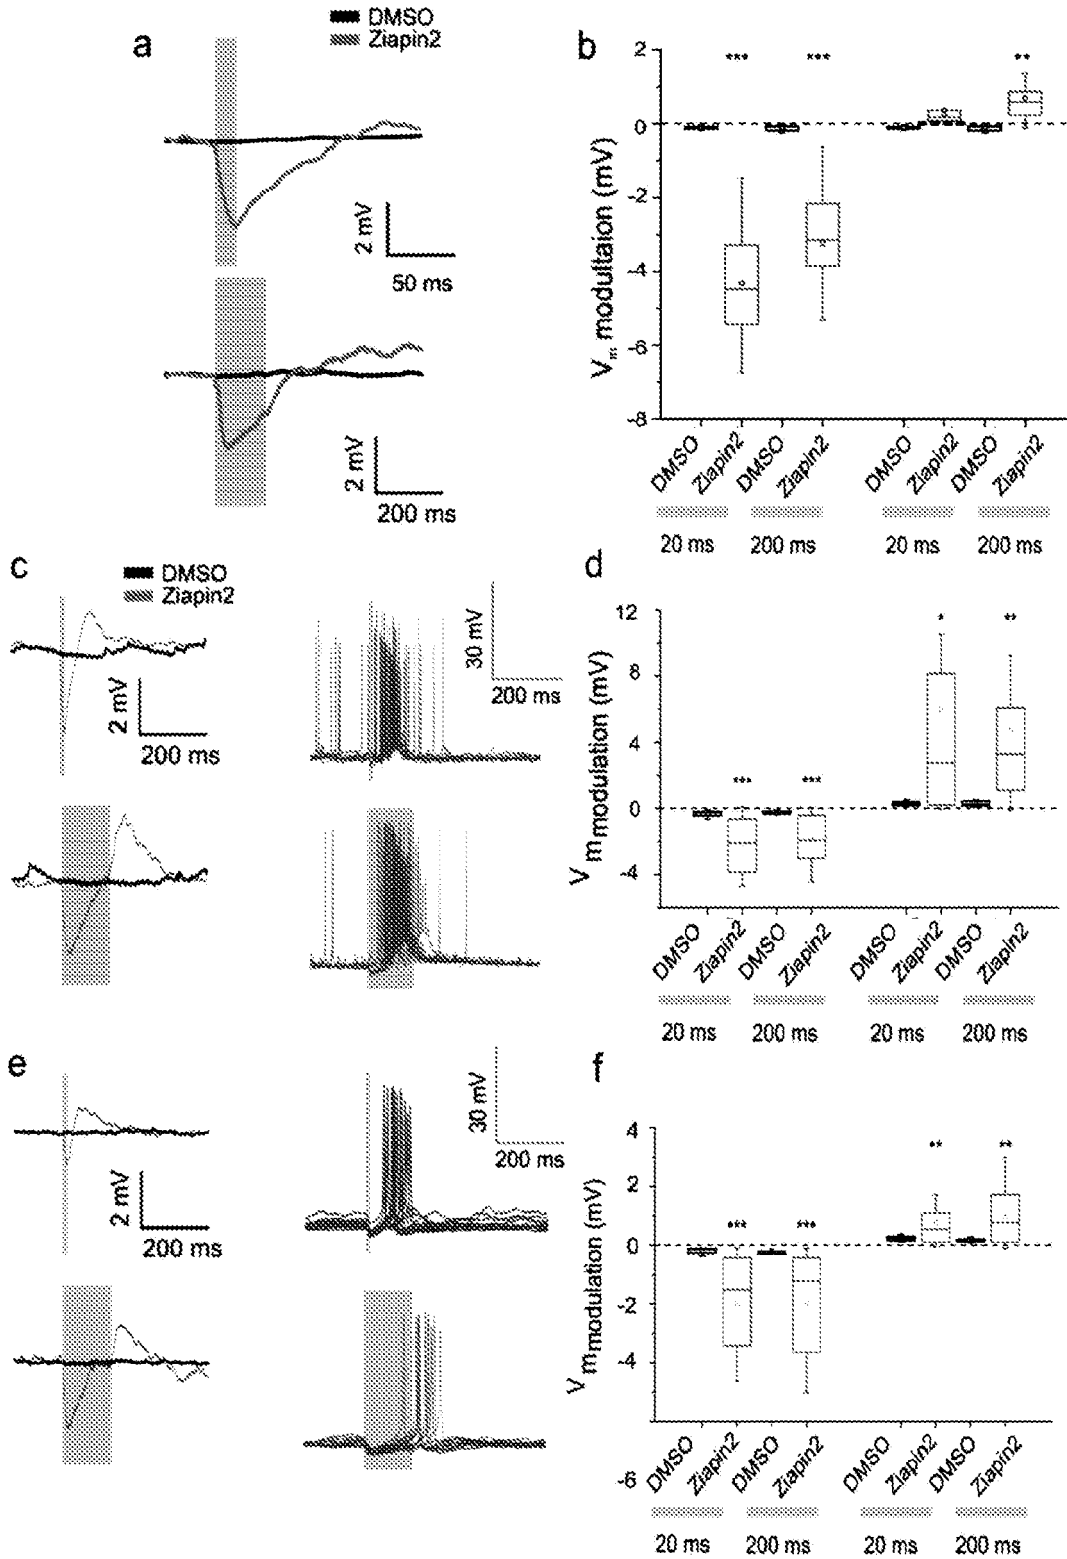 a
DMSO
Ziapin2
2 mV
50 ms
2 mV
200 ms
b
2
0
-2
-4
-6
-8
V m modultaion (mV)
***
***
**
DMSO
Ziapin2
DMSO
Ziapin2
DMSO
Ziapin2
DMSO
Ziapin2
20 ms
200 ms
20 ms
200 ms
c
DMSO
Ziapin2
2 mV
200 ms
30 mV
200 ms
d
12
8
4
0
-4
V m modulation (mV)
***
***
*
**
DMSO
Ziapin2
DMSO
Ziapin2
DMSO
Ziapin2
DMSO
Ziapin2
20 ms
200 ms
20 ms
200 ms
e
2 mV
200 ms
30 mV
200 ms
f
4
2
0
-2
-4
-6
V m modulation (mV)
***
***
**
**
DMSO
Ziapin2
DMSO
Ziapin2
DMSO
Ziapin2
DMSO
Ziapin2
20 ms
200 ms
20 ms
200 ms